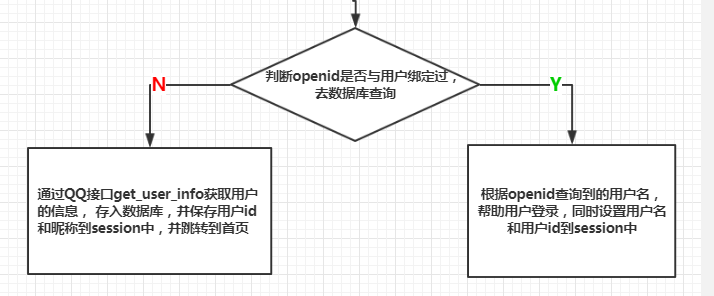 判断openid是否与用户绑定过，
去数据库查询
N
Y
通过QQ接口get_user_info获取用户
的信息， 存入数据库，并保存用户id
和昵称到session中，并跳转到首页
根据openid查询到的用户名，
帮助用户登录，同时设置用户名
和用户id到session中